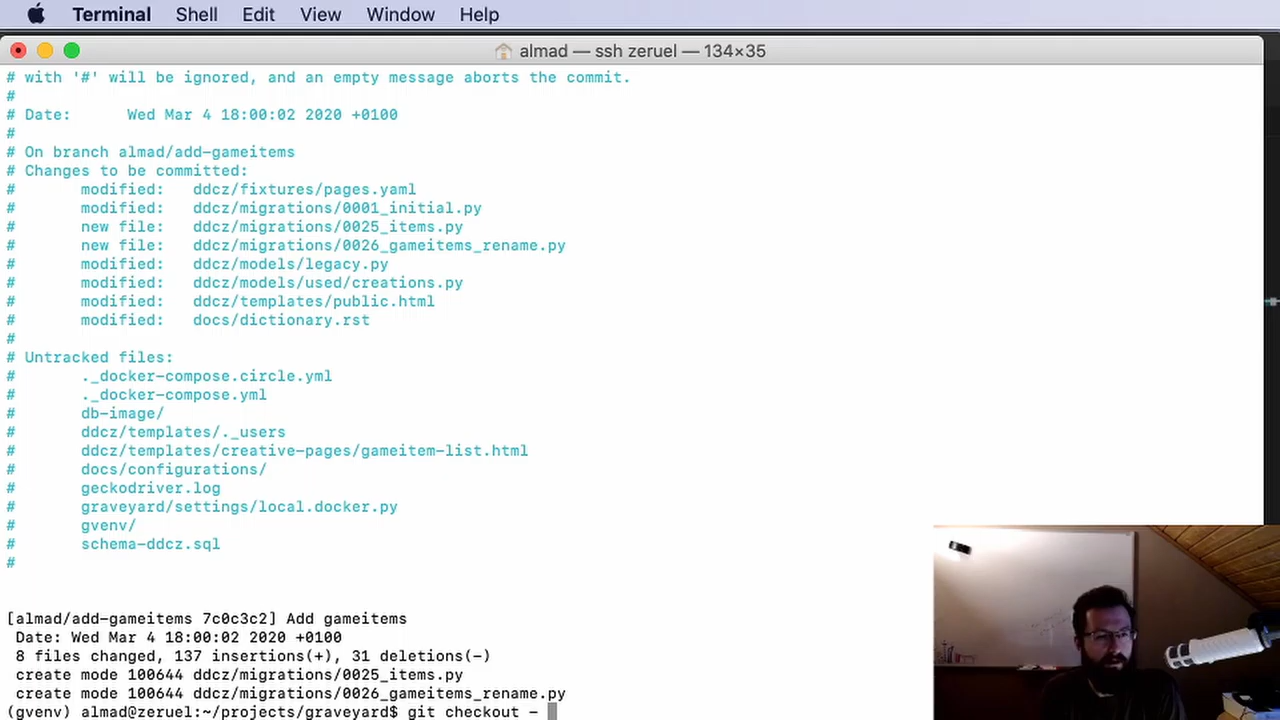 Terminal Shell Edit View Window Help
almad — ssh zeruel — 134×35
# with '#' will be ignored, and an empty message aborts the commit.
#
# Date:      Wed Mar 4 18:00:02 2020 +0100
#
# On branch almad/add-gameitems
# Changes to be committed:
#       modified:   ddcz/fixtures/pages.yaml
#       modified:   ddcz/migrations/0001_initial.py
#       new file:   ddcz/migrations/0025_items.py
#       new file:   ddcz/migrations/0026_gameitems_rename.py
#       modified:   ddcz/models/legacy.py
#       modified:   ddcz/models/used/creations.py
#       modified:   ddcz/templates/public.html
#       modified:   docs/dictionary.rst
#
# Untracked files:
#       ._docker-compose.circle.yml
#       ._docker-compose.yml
#       db-image/
#       ddcz/templates/._users
#       ddcz/templates/creative-pages/gameitem-list.html
#       docs/configurations/
#       geckodriver.log
#       graveyard/settings/local.docker.py
#       gvenv/
#       schema-ddcz.sql
#
[almad/add-gameitems 7c0c3c2] Add gameitems
 Date: Wed Mar 4 18:00:02 2020 +0100
 8 files changed, 137 insertions(+), 31 deletions(-)
 create mode 100644 ddcz/migrations/0025_items.py
 create mode 100644 ddcz/migrations/0026_gameitems_rename.py
(gvenv) almad@zeruel:~/projects/graveyard$ git checkout -